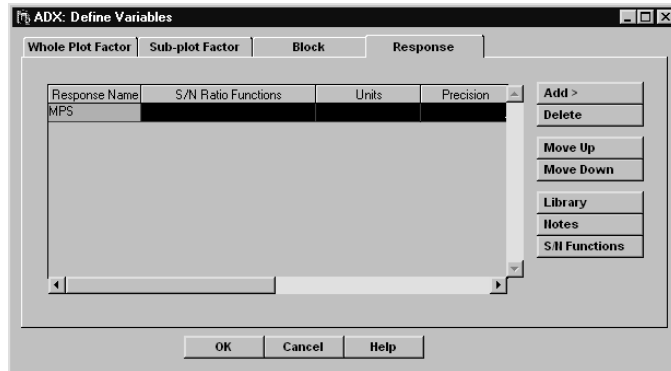 ADX: Define Variables
Whole Plot Factor Sub-plot Factor Block Response
Response Name S/N Ratio Functions Units Precision
MPS
Add >
Delete
Move Up
Move Down
Library
Notes
S/N Functions
OK Cancel Help